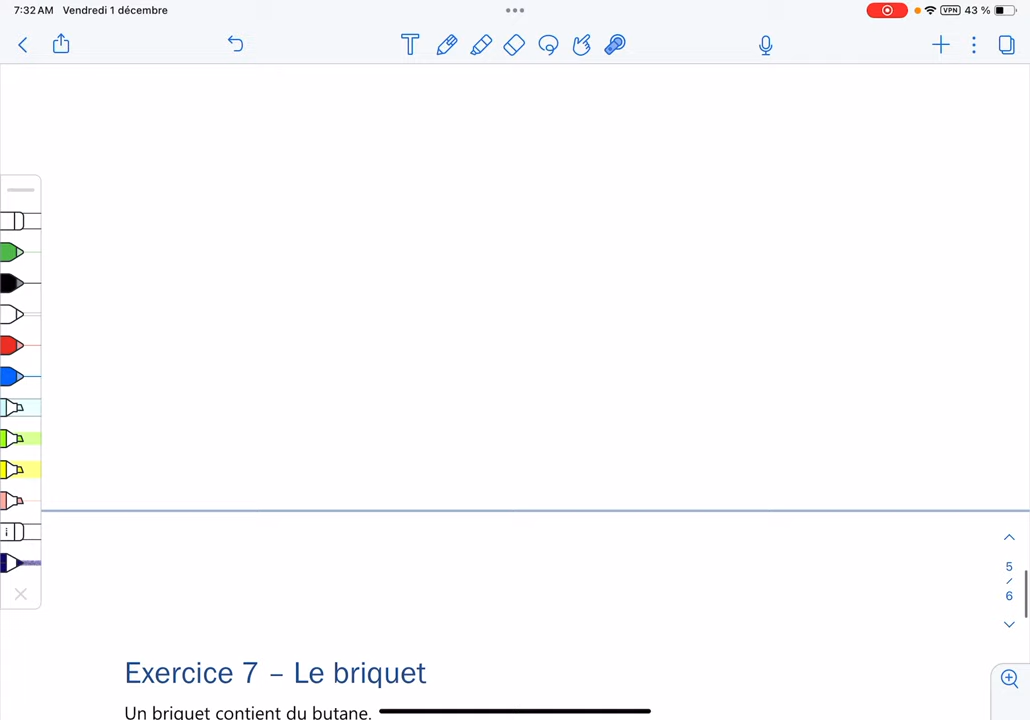 7:32 AM Vendredi 1 décembre
VPN 43 %
T
5
/
6
Exercice 7 – Le briquet
Un briquet contient du butane.